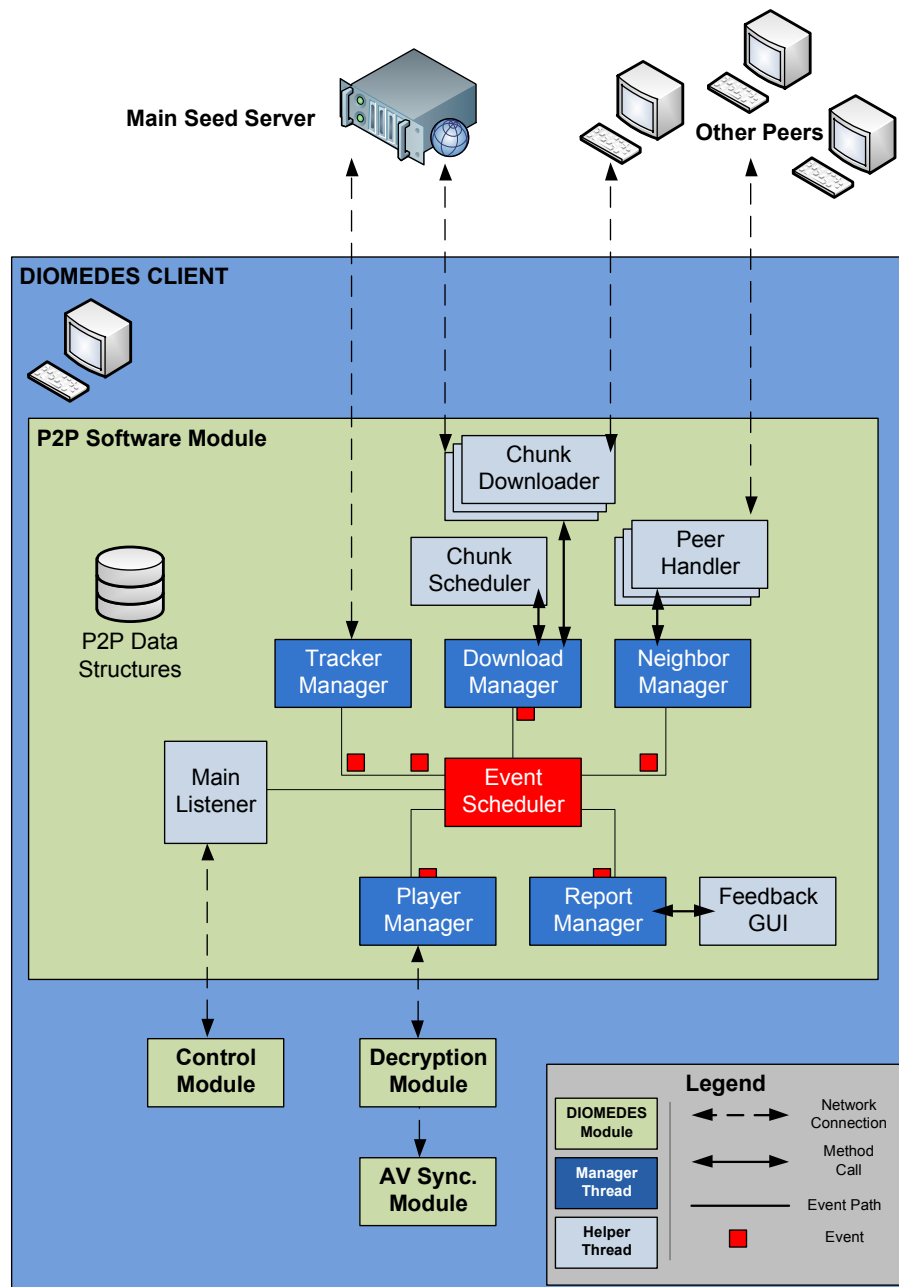 Main Seed Server
Other Peers
DIOMEDES CLIENT
P2P Software Module
Chunk
Downloader
Chunk
Scheduler
Peer
Handler
P2P Data
Structures
Tracker
Manager
Download
Manager
Neighbor
Manager
Main
Listener
Event
Scheduler
Player
Manager
Report
Manager
Feedback
GUI
Control
Module
Decryption
Module
AV Sync.
Module
Legend
DIOMEDES
Module
Network
Connection
Manager
Thread
Method
Call
Event Path
Helper
Thread
Event